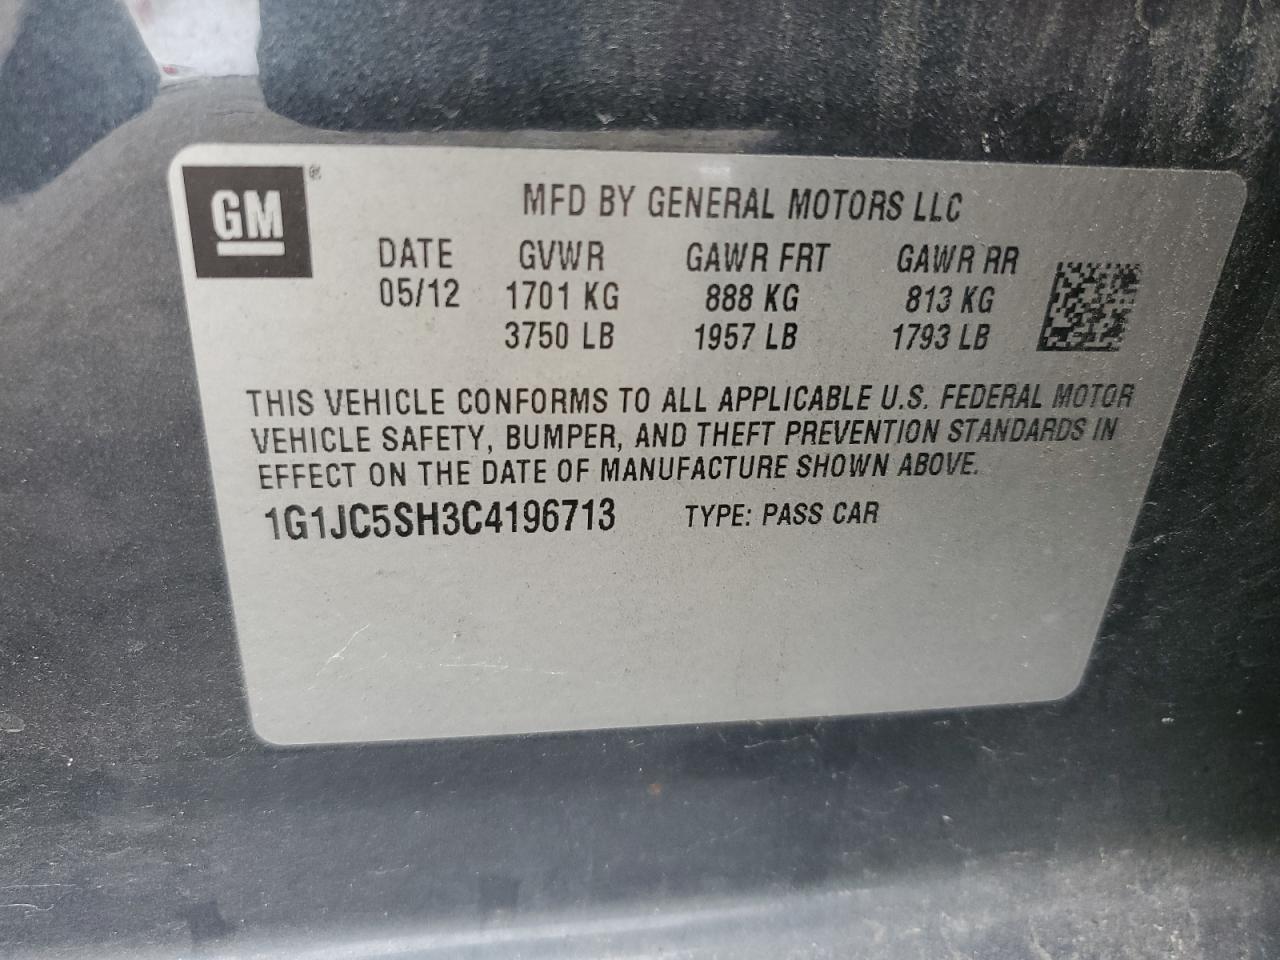 GM ®
MFD BY GENERAL MOTORS LLC
DATE GVWR GAWR FRT GAWR RR
05/12 1701 KG 888 KG 813 KG
3750 LB 1957 LB 1793 LB
THIS VEHICLE CONFORMS TO ALL APPLICABLE U.S. FEDERAL MOTOR
VEHICLE SAFETY, BUMPER, AND THEFT PREVENTION STANDARDS IN
EFFECT ON THE DATE OF MANUFACTURE SHOWN ABOVE.
1G1JC5SH3C4196713 TYPE: PASS CAR